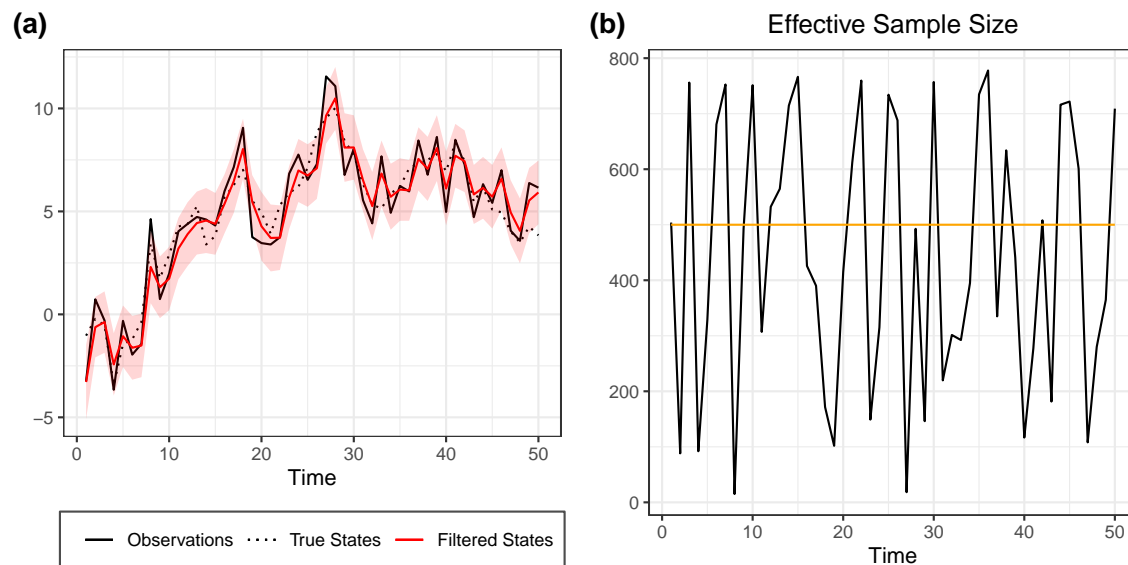 (a)
10
5
0
−5
0
10
20
30
40
50
Time
Observations
True States
Filtered States
(b)
Effective Sample Size
800
600
400
200
0
0
10
20
30
40
50
Time